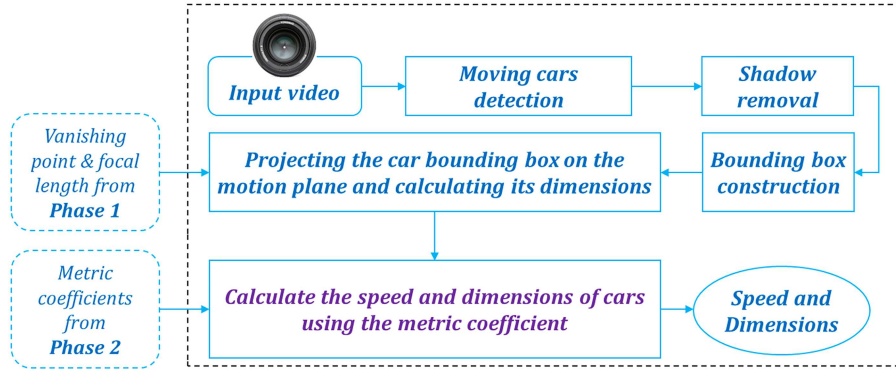 Input video
Moving cars
detection
Shadow
removal
Vanishing
point & focal
length from
Phase 1
Projecting the car bounding box on the
motion plane and calculating its dimensions
Bounding box
construction
Metric
coefficients
from
Phase 2
Calculate the speed and dimensions of cars
using the metric coefficient
Speed and
Dimensions